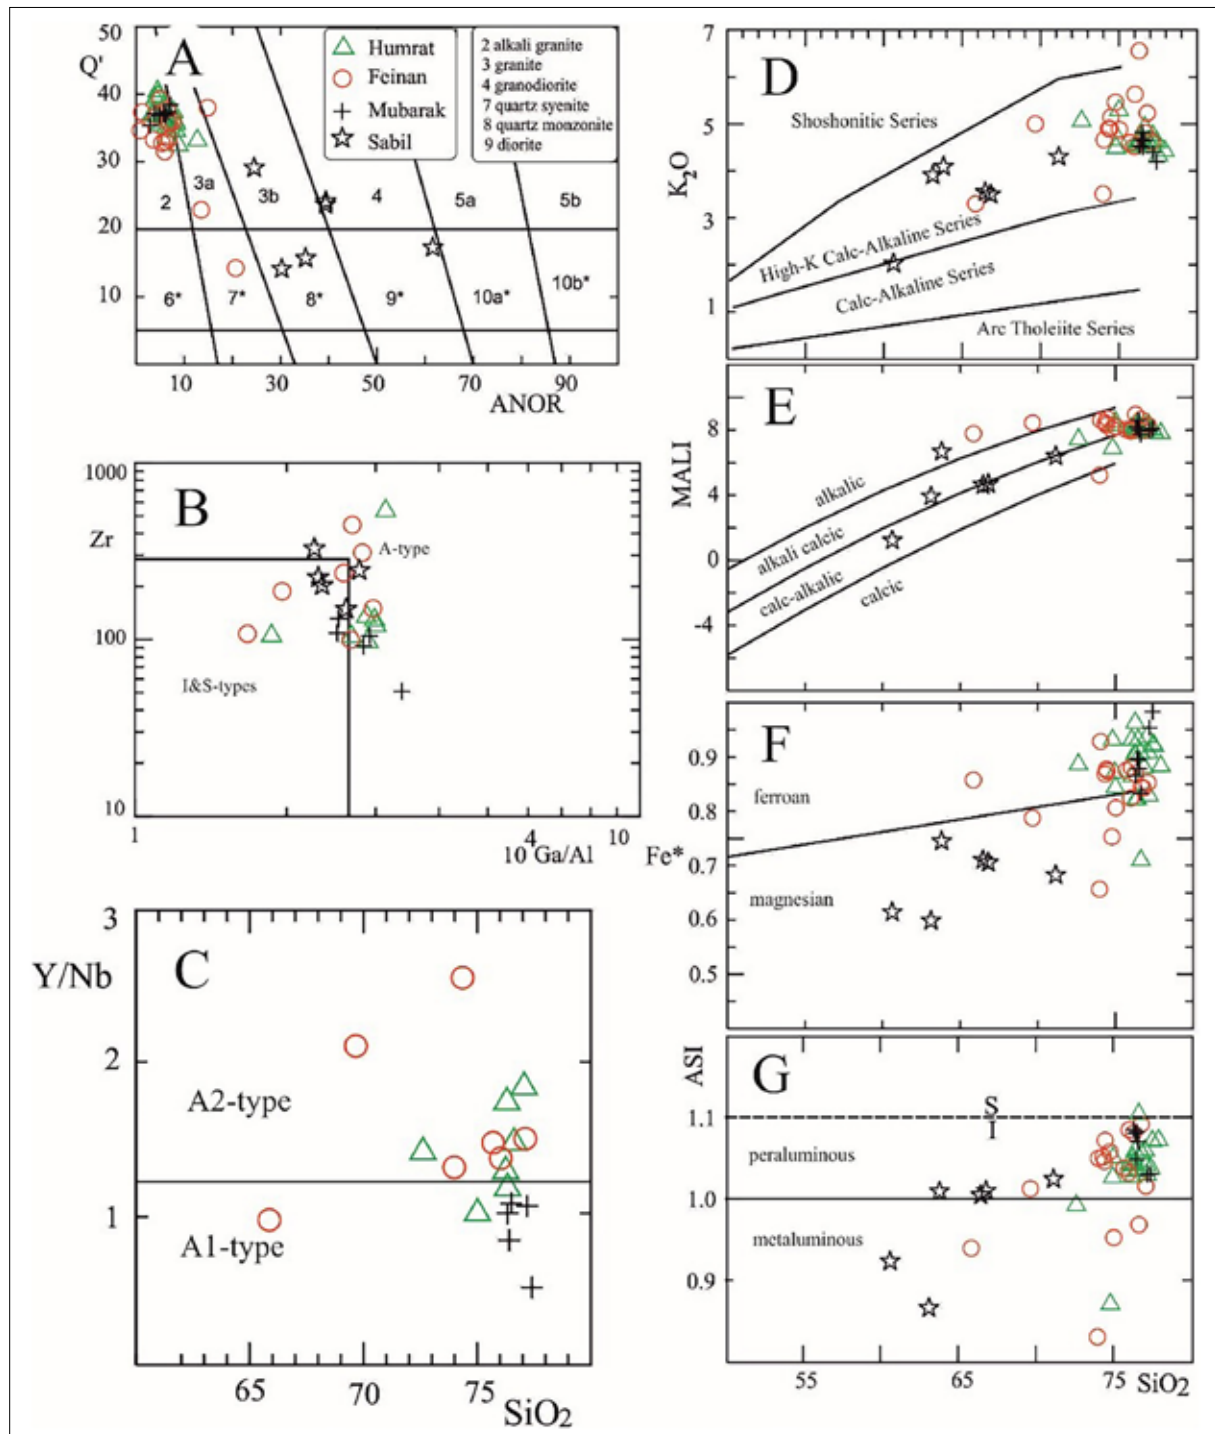 A
50
Q'
40
30
20
10
2
3a
3b
4
5a
5b
6*
7*
8*
9*
10a*
10b*
10
30
50
70
90
ANOR
Humrat
Feinan
Mubarak
Sabil
2 alkali granite
3 granite
4 granodiorite
7 quartz syenite
8 quartz monzonite
9 diorite
B
1000
Zr
100
10
A-type
I&S-types
1
10
4
Ga/Al
10
C
3
Y/Nb
2
1
A2-type
A1-type
65
70
75
SiO2
D
7
5
K2O
3
1
Shoshonitic Series
High-K Calc-Alkaline Series
Calc-Alkaline Series
Arc Tholeiite Series
E
8
MALI
4
0
-4
alkalic
alkali calcic
calc-alkalic
calcic
F
0.9
0.8
0.7
0.6
0.5
Fe*
ferroan
magnesian
G
ASI
1.1
1.0
0.9
S
I
peraluminous
metaluminous
55
65
75
SiO2